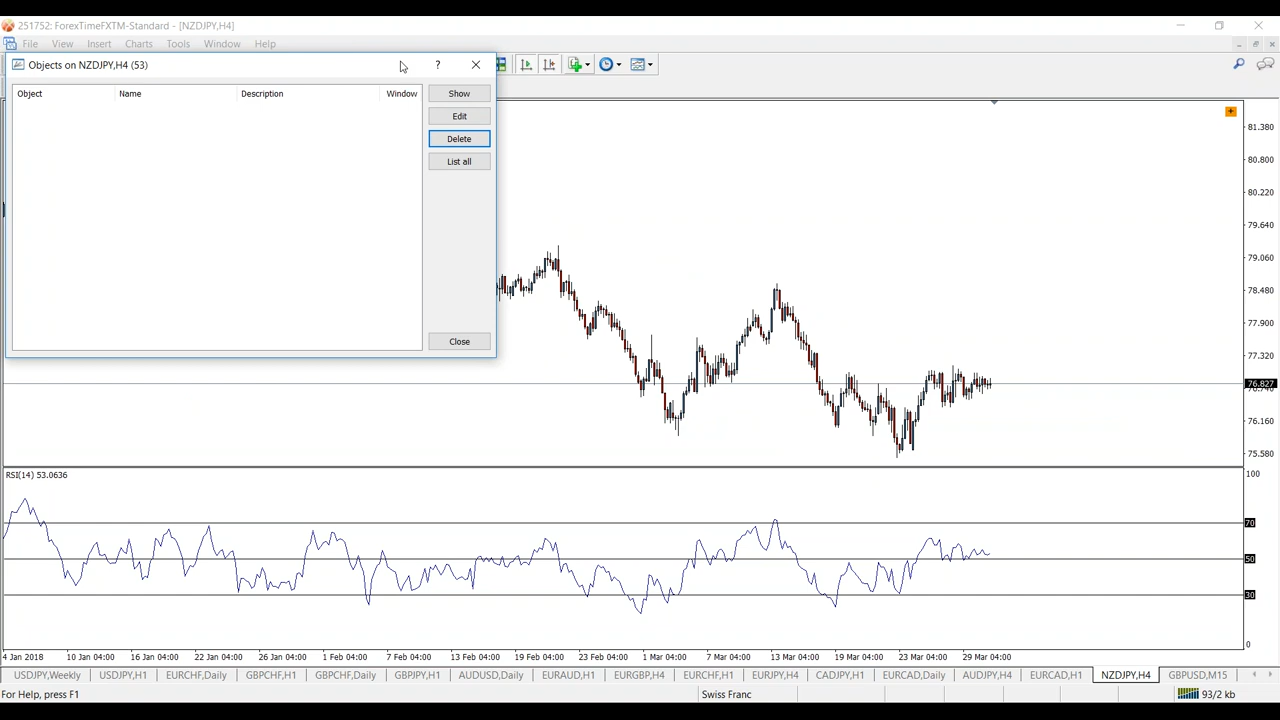 251752: ForexTimeFXTM-Standard - [NZDJPY,H4]
File View Insert Charts Tools Window Help
Objects on NZDJPY,H4 (53) ?
Object Name Description Window
Show
Edit
Delete
List all
Close
81.380
80.800
80.220
79.640
79.060
78.480
77.900
77.320
76.827
76.160
75.580
RSI(14) 53.0636
100
70
50
30
0
4 Jan 2018 10 Jan 04:00 16 Jan 04:00 22 Jan 04:00 26 Jan 04:00 1 Feb 04:00 7 Feb 04:00 13 Feb 04:00 19 Feb 04:00 23 Feb 04:00 1 Mar 04:00 7 Mar 04:00 13 Mar 04:00 19 Mar 04:00 23 Mar 04:00 29 Mar 04:00
USDJPY,Weekly USDJPY,H1 EURCHF,Daily GBPCHF,H1 GBPCHF,Daily AUDUSD,Daily EURAUD,H1 EURGBP,H4 EURCHF,H1 EURJPY,H4 CADJPY,H1 EURCAD,Daily AUDJPY,H4 EURCAD,H1 NZDJPY,H4 GBPUSD,M15
For Help, press F1 Swiss Franc 93/2 kb